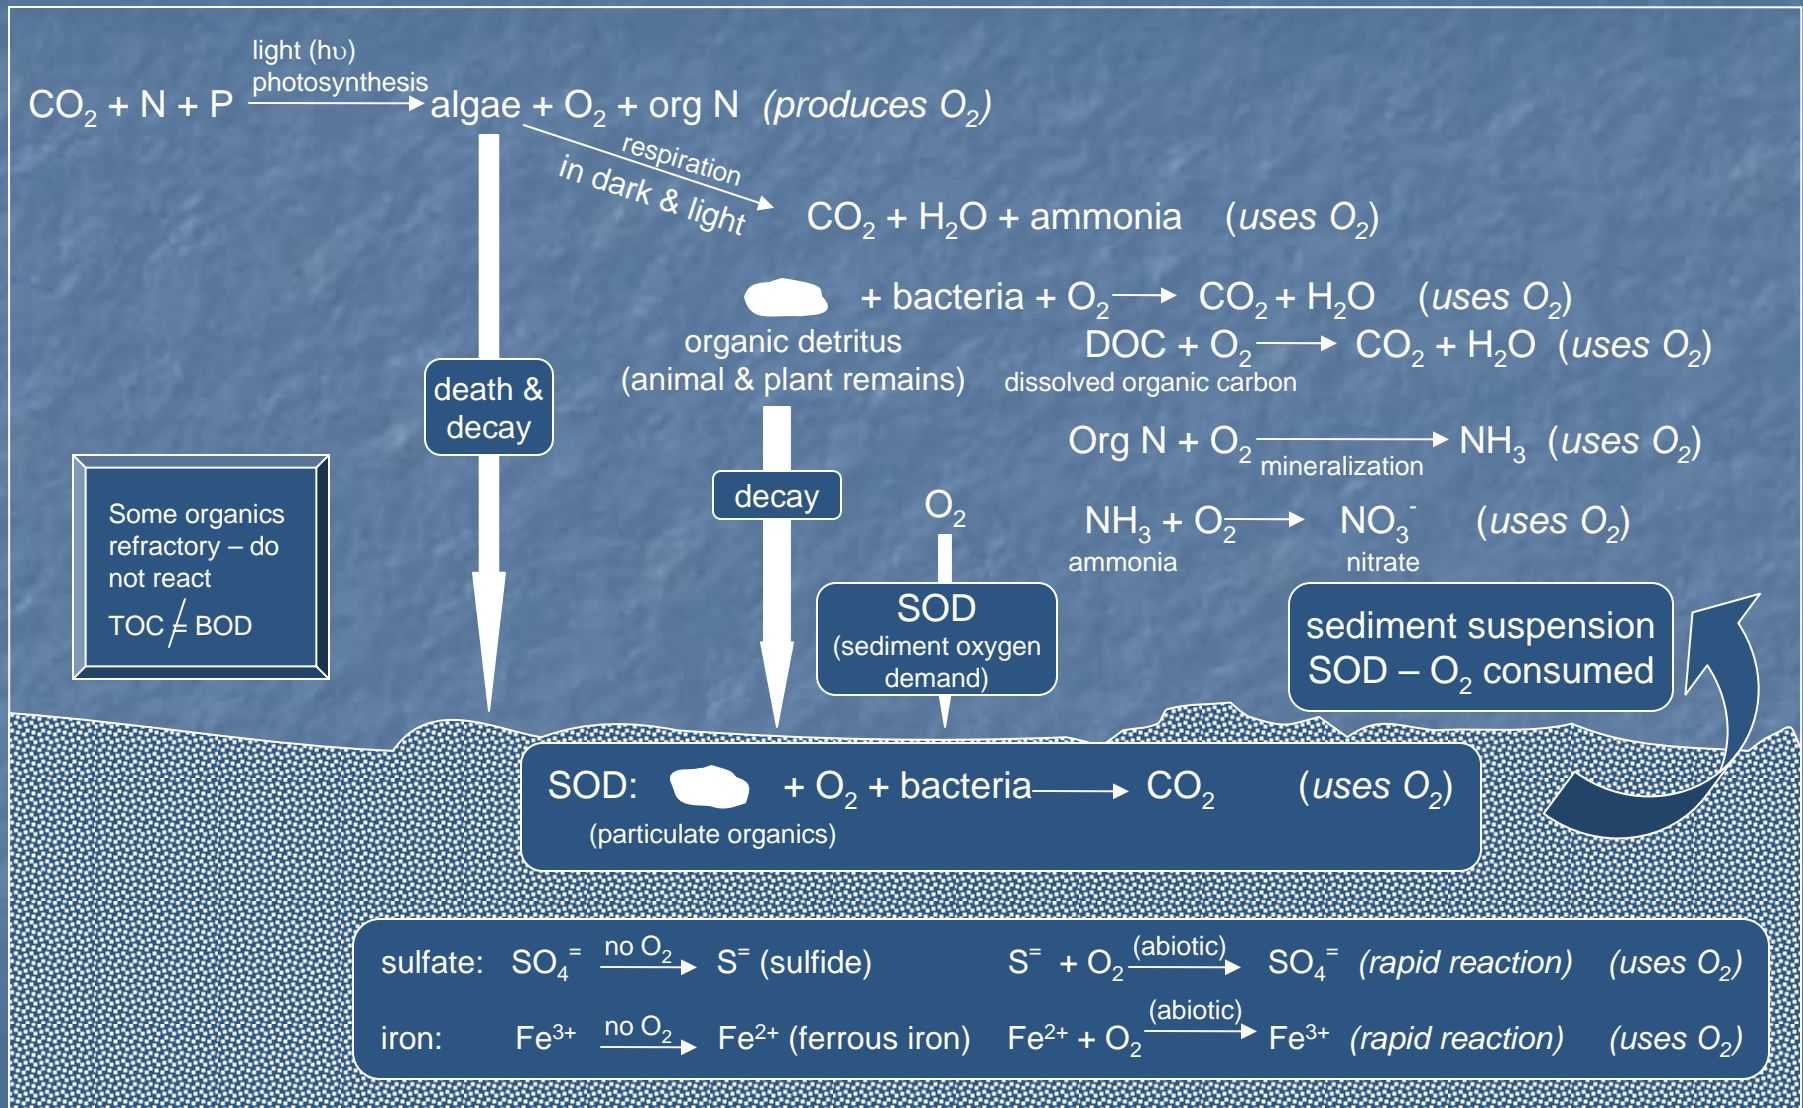 light (hυ)
photosynthesis
CO₂ + N + P → algae + O₂ + org N (produces O₂)
respiration
in dark & light
CO₂ + H₂O + ammonia (uses O₂)
+ bacteria + O₂ → CO₂ + H₂O (uses O₂)
organic detritus
(animal & plant remains)
DOC + O₂ → CO₂ + H₂O (uses O₂)
dissolved organic carbon
death &
decay
Org N + O₂ → NH₃ (uses O₂)
mineralization
decay
O₂
NH₃ + O₂ → NO₃⁻ (uses O₂)
ammonia nitrate
Some organics
refractory – do
not react
TOC ≠ BOD
SOD
(sediment oxygen
demand)
sediment suspension
SOD – O₂ consumed
SOD: + O₂ + bacteria → CO₂ (uses O₂)
(particulate organics)
no O₂ (abiotic)
sulfate: SO₄⁼ → S⁼ (sulfide) S⁼ + O₂ → SO₄⁼ (rapid reaction) (uses O₂)
no O₂ (abiotic)
iron: Fe³⁺ → Fe²⁺ (ferrous iron) Fe²⁺ + O₂ → Fe³⁺ (rapid reaction) (uses O₂)